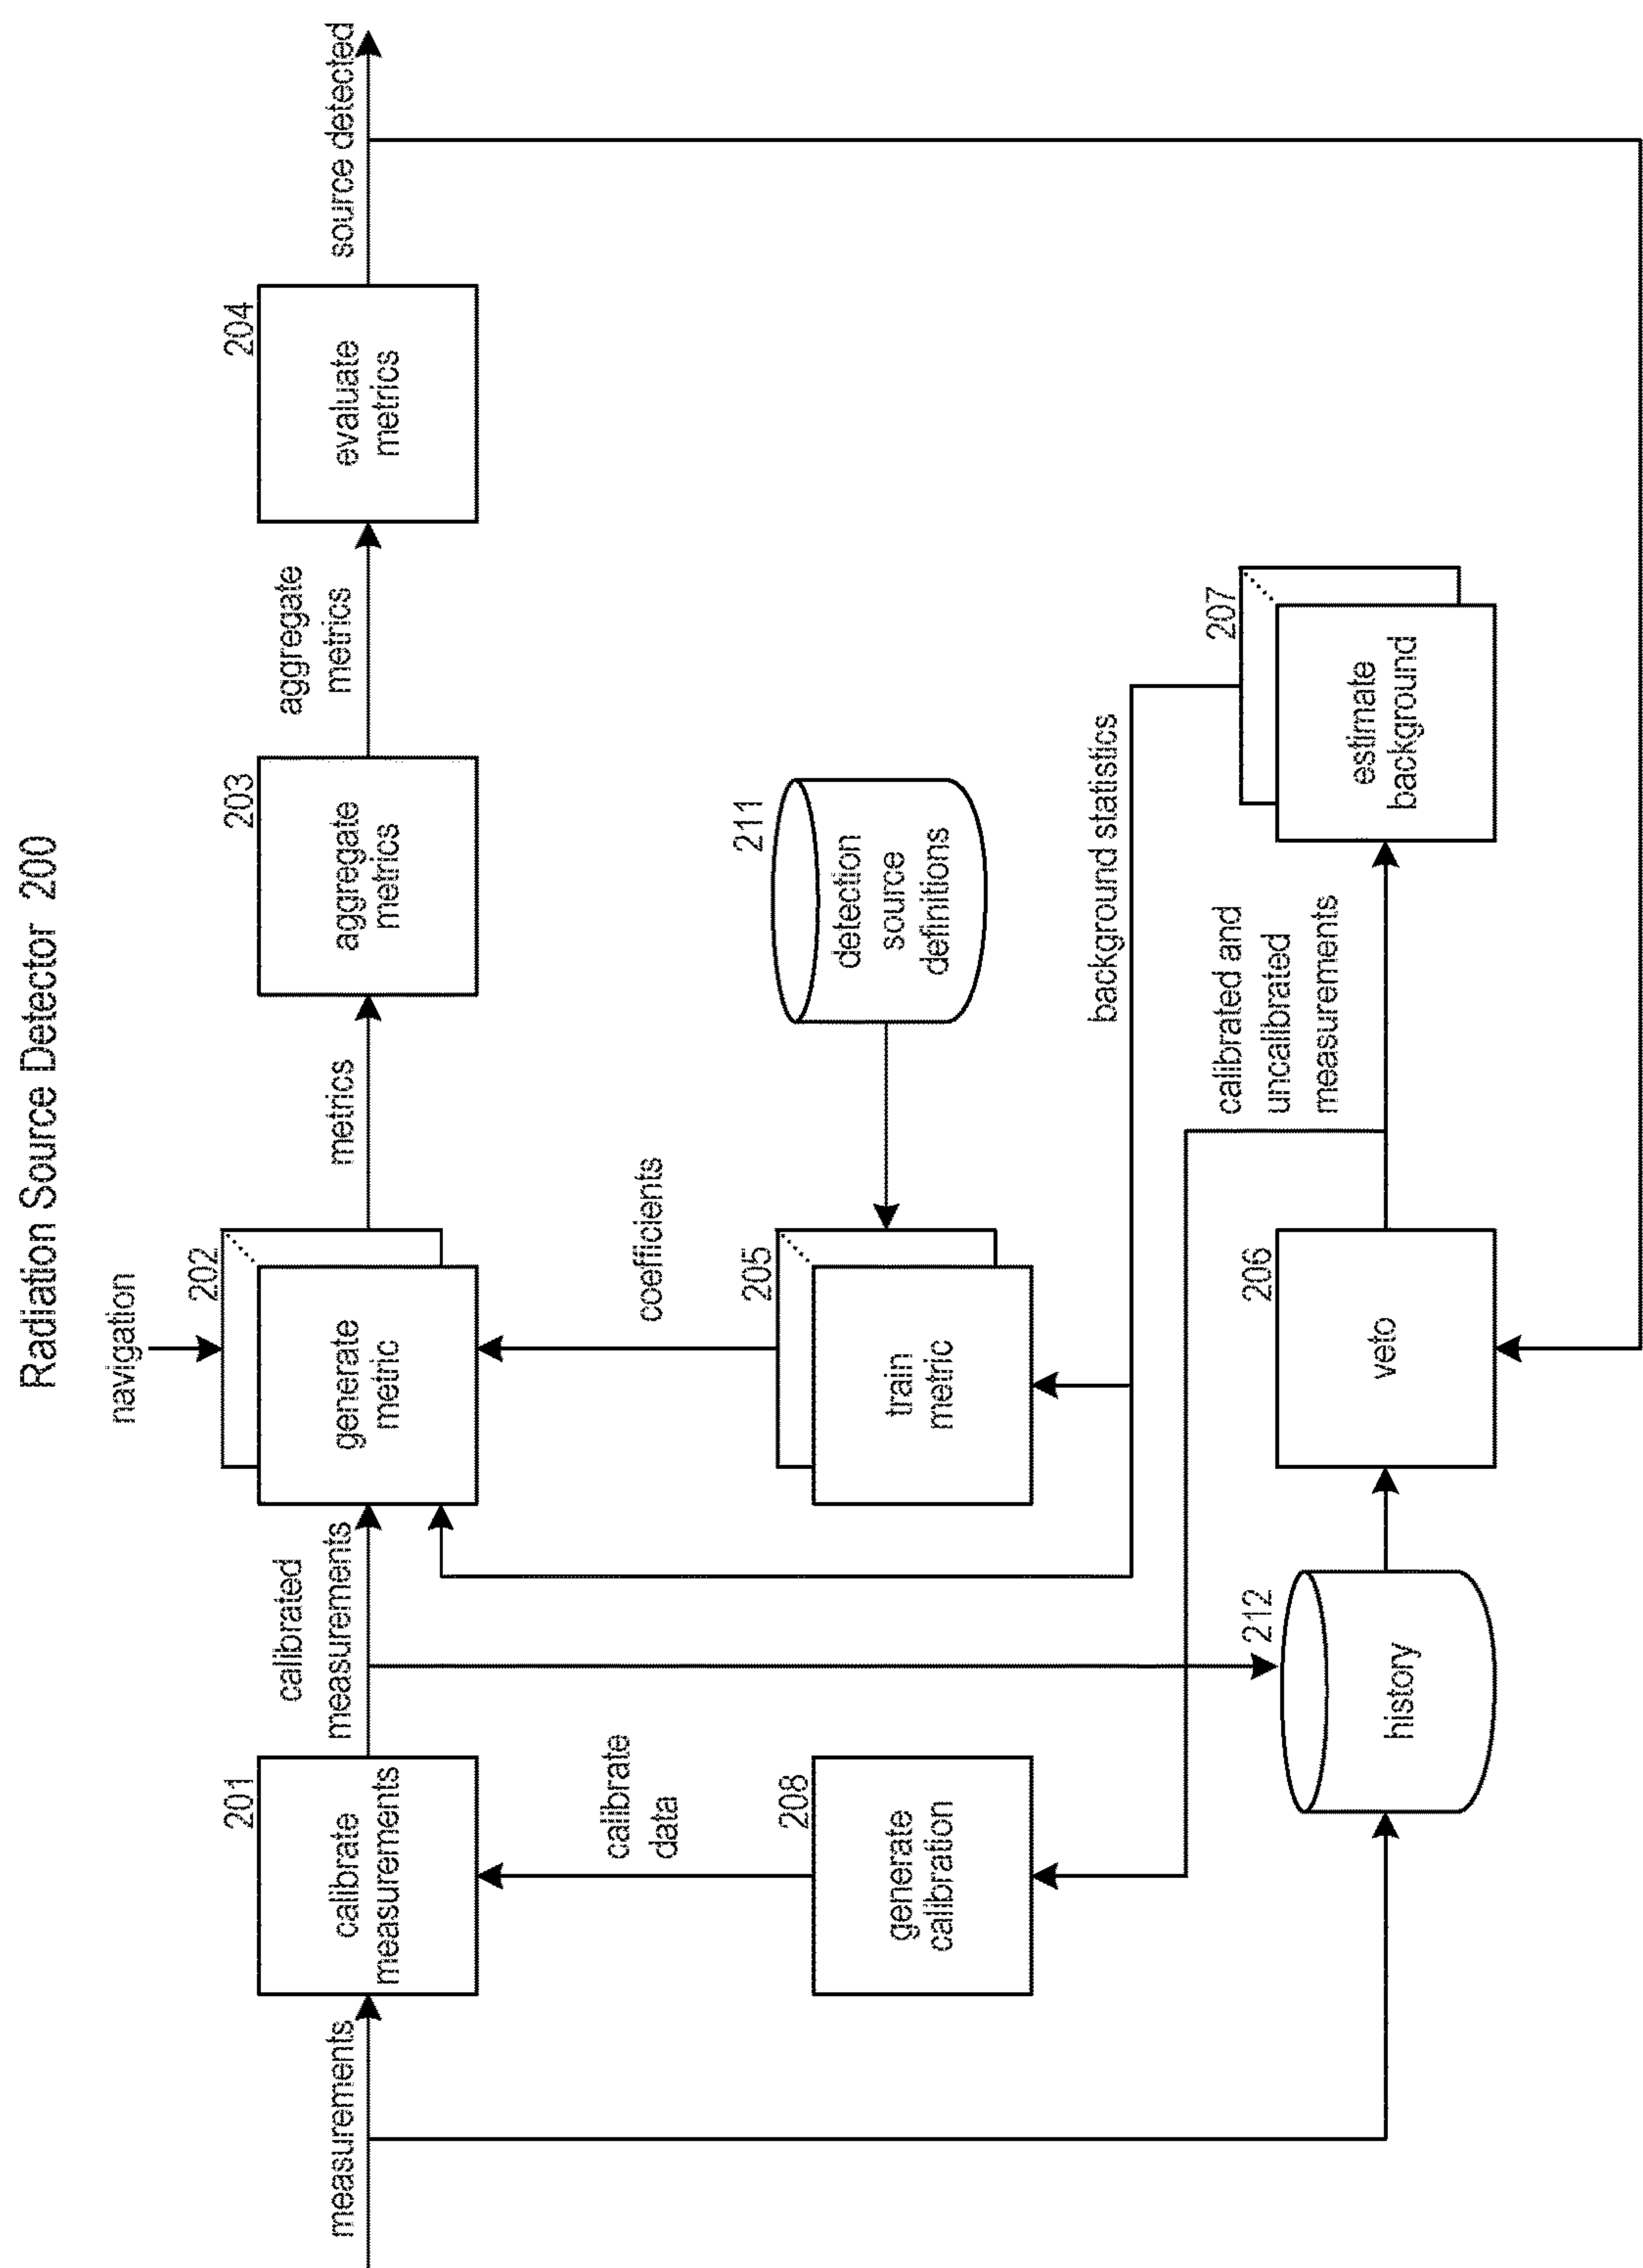 Radiation Source Detector 200
navigation
measurements
201
calibrate
measurements
calibrated
measurements
202
generate
metric
metrics
203
aggregate
metrics
aggregate
metrics
204
evaluate
metrics
source detected
calibrate
data
coefficients
208
generate
calibration
205
train
metric
211
detection
source
definitions
background statistics
212
history
206
veto
calibrated and
uncalibrated
measurements
207
estimate
background